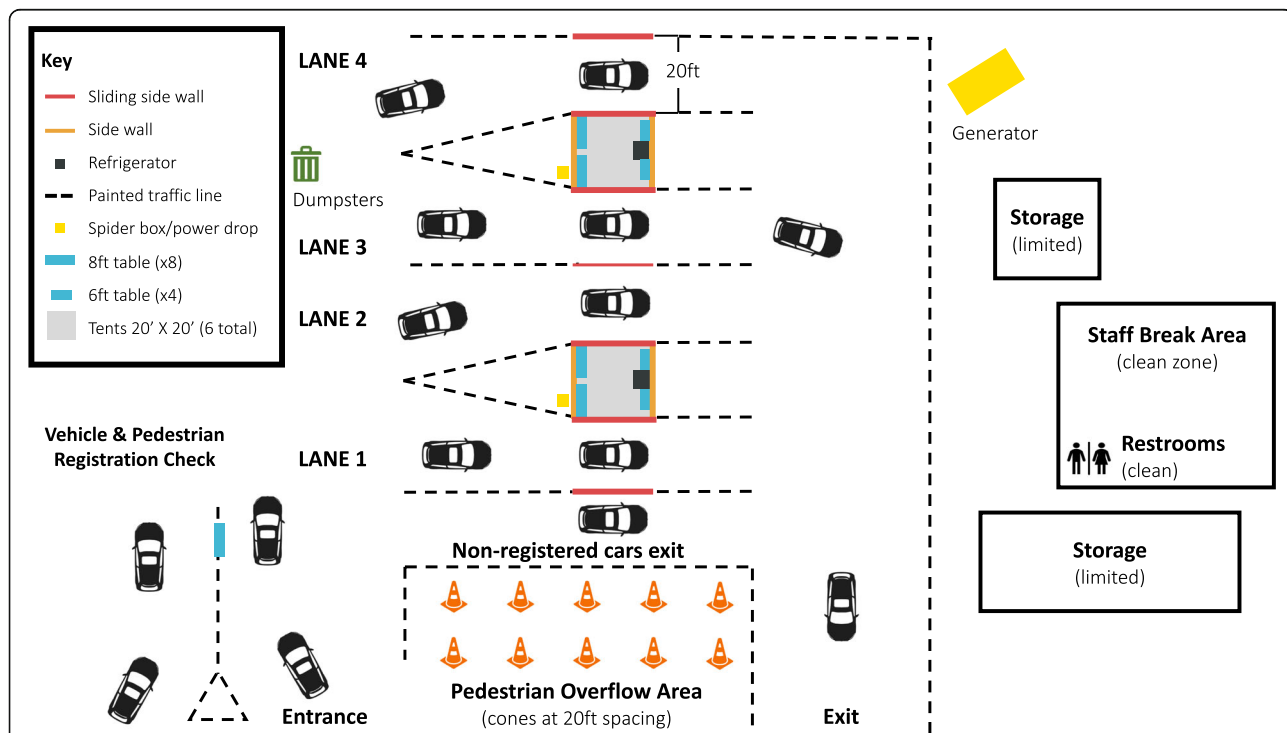 Key
Sliding side wall
Side wall
Refrigerator
Painted traffic line
Spider box/power drop
8ft table (x8)
6ft table (x4)
Tents 20’ X 20’ (6 total)
LANE 4
20ft
Dumpsters
LANE 3
LANE 2
LANE 1
Generator
Storage
(limited)
Staff Break Area
(clean zone)
Restrooms
(clean)
Storage
(limited)
Vehicle & Pedestrian
Registration Check
Non-registered cars exit
Pedestrian Overflow Area
(cones at 20ft spacing)
Entrance
Exit